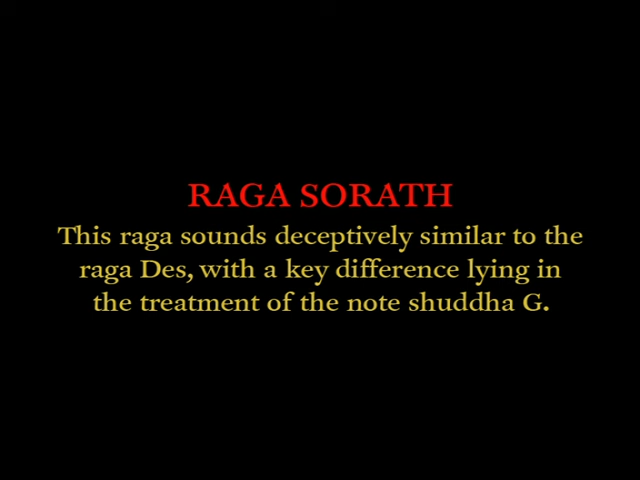 RAGA SORATH
This raga sounds deceptively similar to the
raga Des, with a key difference lying in
the treatment of the note shuddha G.